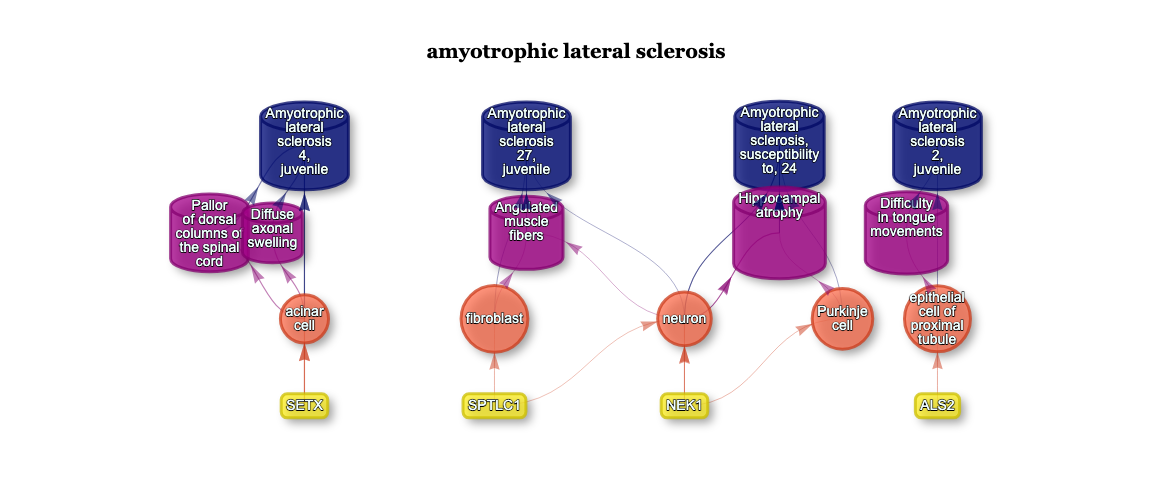 amyotrophic lateral sclerosis
Amyotrophic
lateral
sclerosis
4,
juvenile
Amyotrophic
lateral
sclerosis
27,
juvenile
Amyotrophic
lateral
sclerosis,
susceptibility
to, 24
Amyotrophic
lateral
sclerosis
2,
juvenile
Pallor
of dorsal
columns of
the spinal
cord
Diffuse
axonal
swelling
Angulated
muscle
fibers
Hippocampal
atrophy
Difficulty
in tongue
movements
acinar
cell
fibroblast
neuron
Purkinje
cell
epithelial
cell of
proximal
tubule
SETX
SPTLC1
NEK1
ALS2